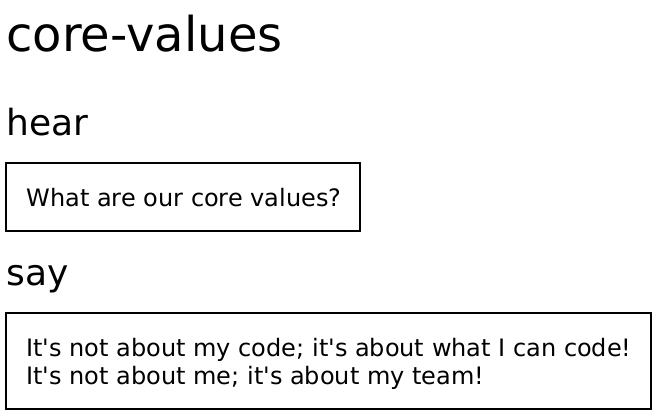 core-values
hear
What are our core values?
say
It's not about my code; it's about what I can code!
It's not about me; it's about my team!